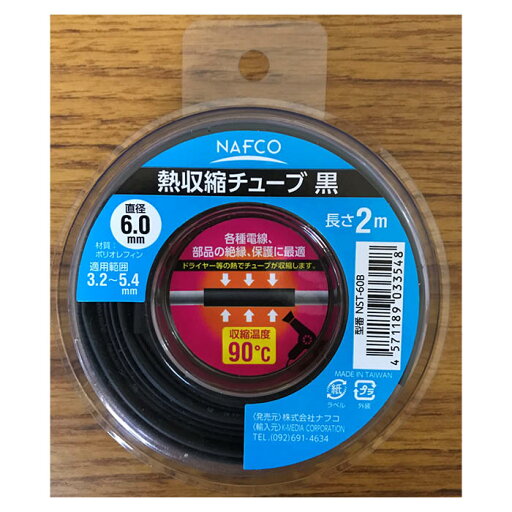 NAFCO
熱収縮チューブ 黒
直径
6.0
mm
長さ2m
材質:
ポリオレフィン
適用範囲
3.2～5.4
mm
各種電線、
部品の絶縁、保護に最適
ドライヤー等の熱でチューブが収縮します。
収縮温度
90℃
型番 NST-60B
4 571189 033548
MADE IN TAIWAN
紙
ラベル
プラ
外装
〈発売元〉株式会社ナフコ
〈輸入元〉K-MEDIA CORPORATION
TEL.(092)691-4634